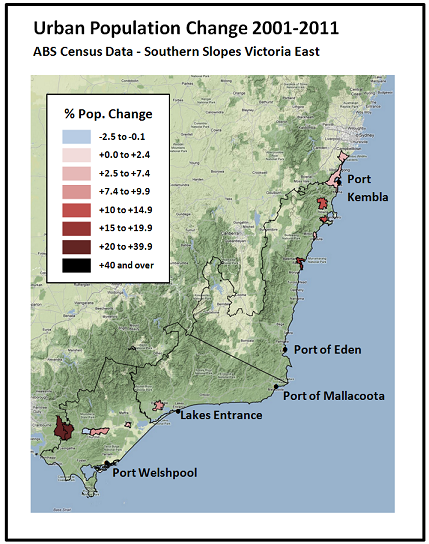 Urban Population Change 2001-2011
ABS Census Data - Southern Slopes Victoria East
% Pop. Change
-2.5 to -0.1
+0.0 to +2.4
+2.5 to +7.4
+7.4 to +9.9
+10 to +14.9
+15 to +19.9
+20 to +39.9
+40 and over
Port
Kembla
Port of Eden
Port of Mallacoota
Lakes Entrance
Port Welshpool